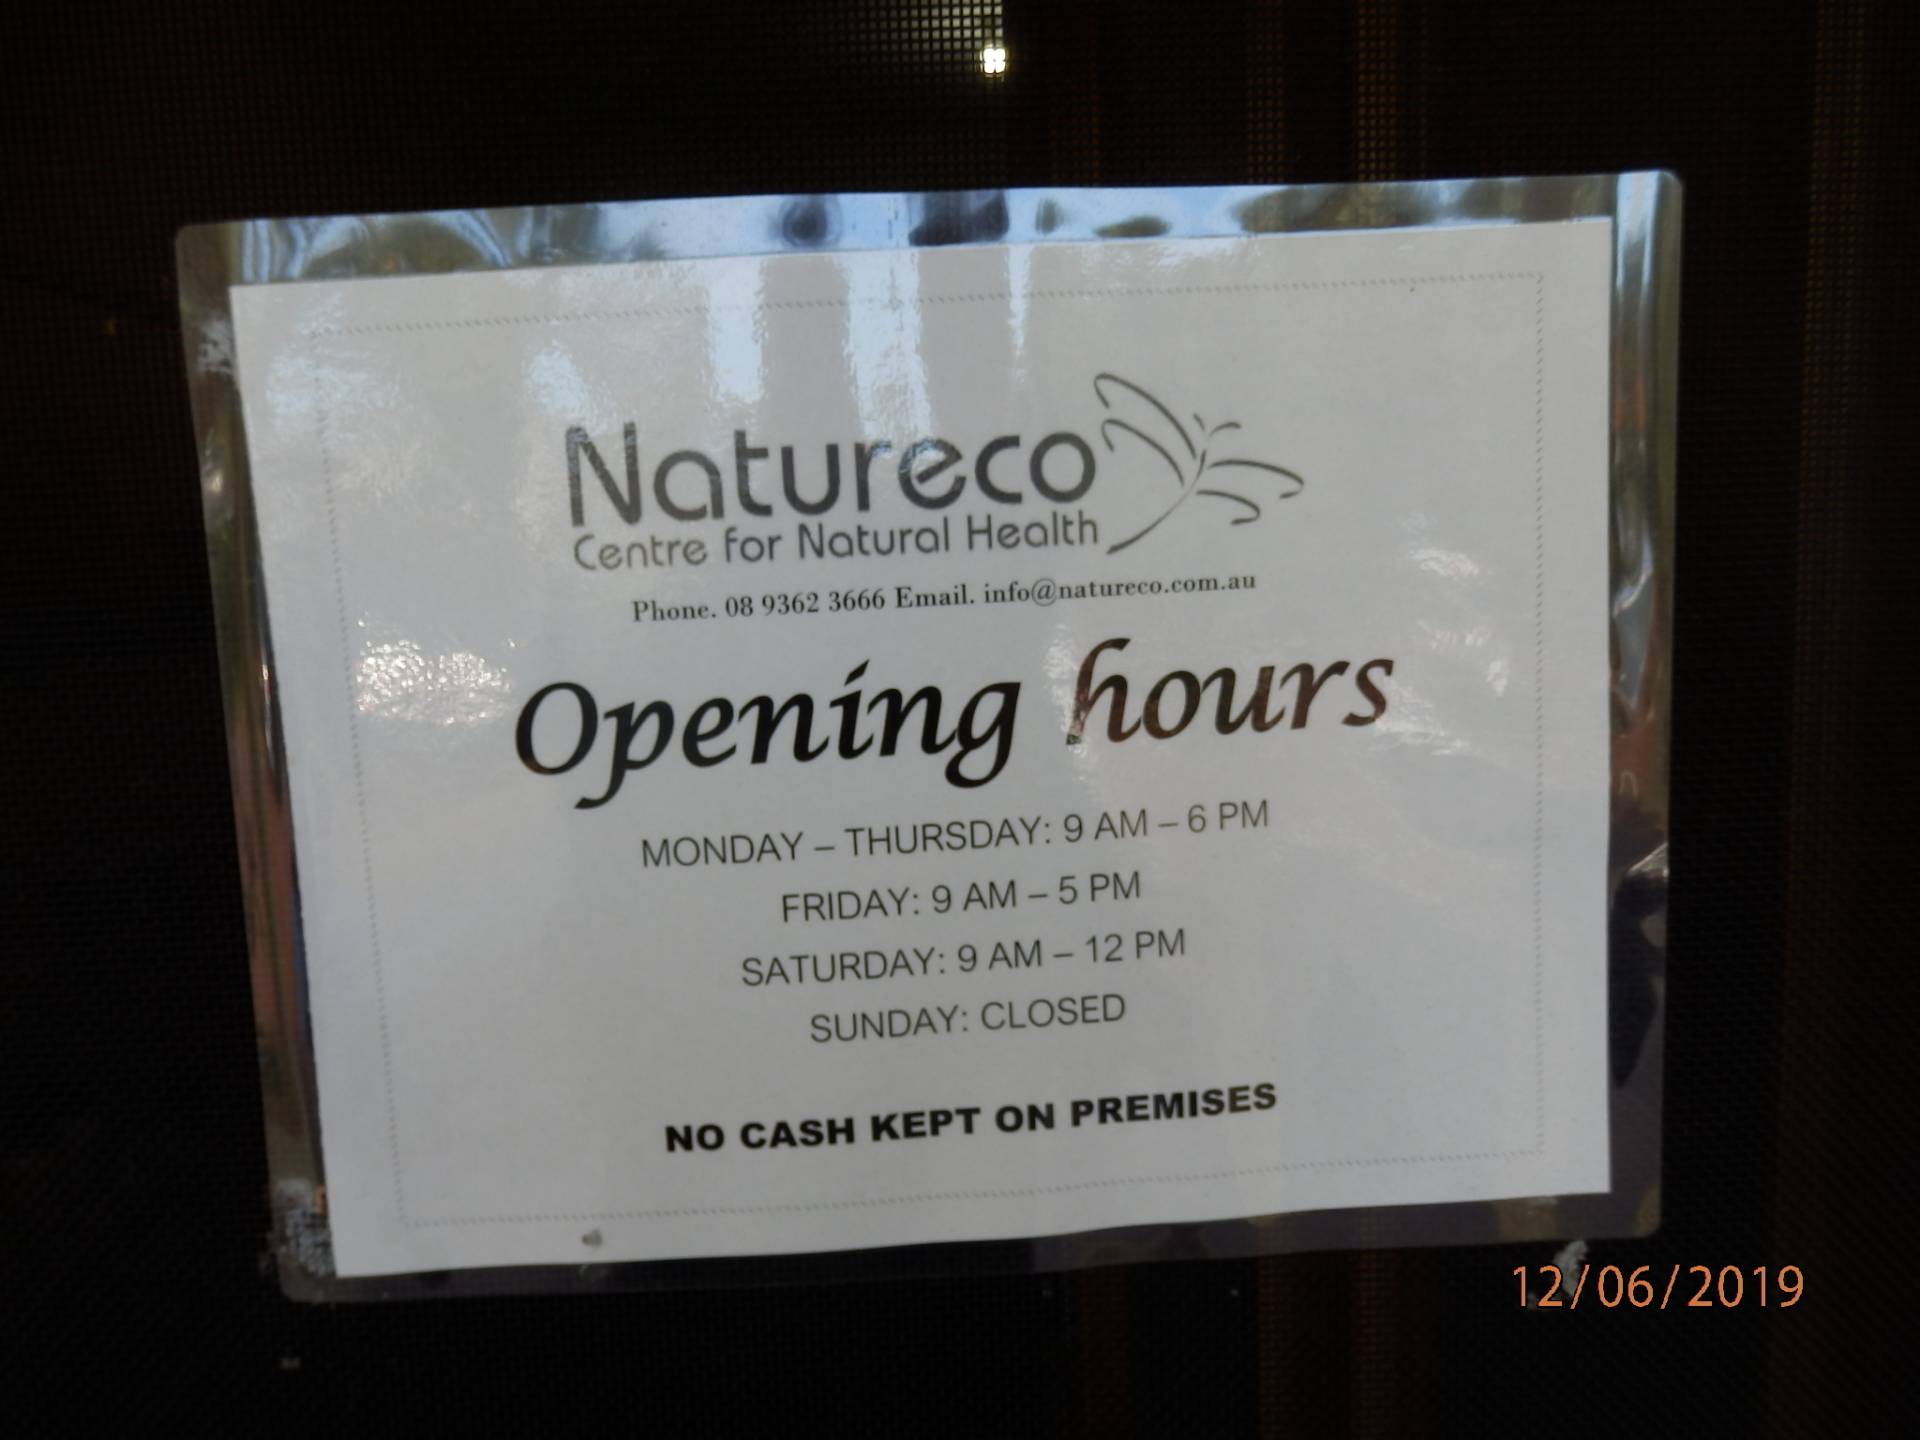 Natureco
Centre for Natural Health
Phone. 08 9362 3666 Email. info@natureco.com.au
Opening hours
MONDAY – THURSDAY: 9 AM – 6 PM
FRIDAY: 9 AM – 5 PM
SATURDAY: 9 AM – 12 PM
SUNDAY: CLOSED
NO CASH KEPT ON PREMISES
12/06/2019